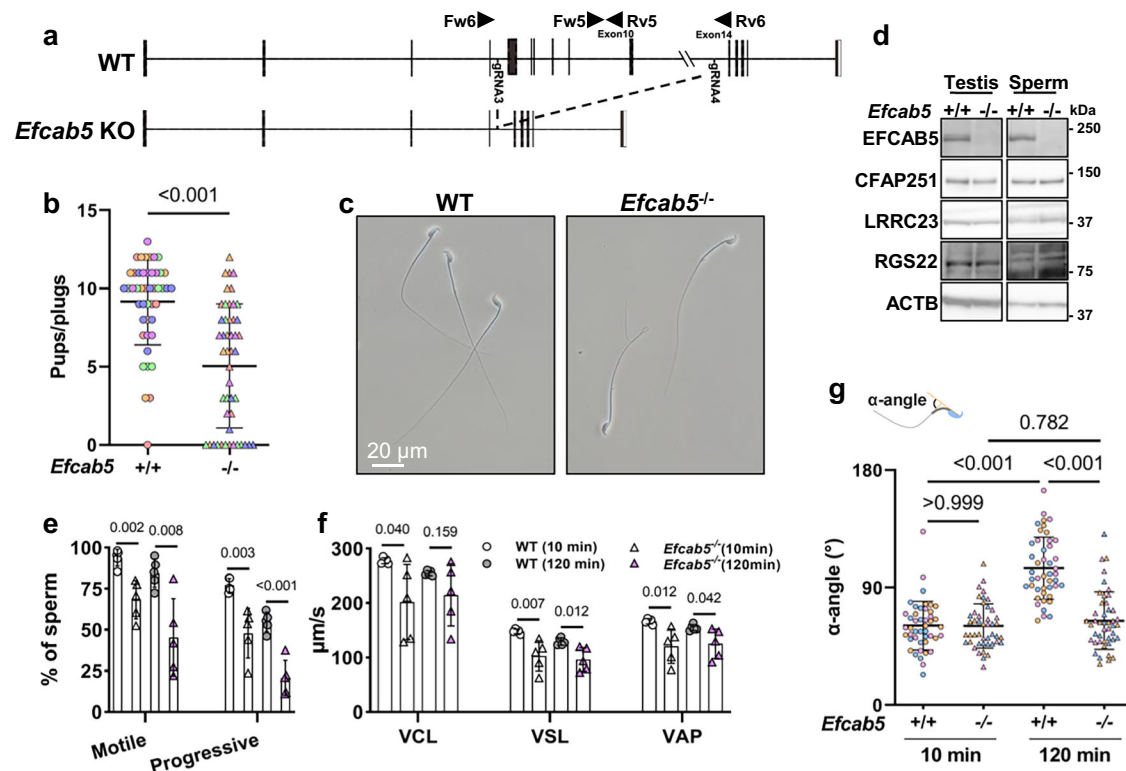 a
Fw6
Fw5
Rv5
Rv6
Exon10
Exon14
WT
gRNA3
gRNA4
Efcab5 KO
b
<0.001
15
10
5
0
Pups/plugs
Efcab5 +/+ -/-
c
WT
Efcab5-/-
20 μm
d
Testis Sperm
Efcab5 +/+ -/- +/+ -/- kDa
EFCAB5
- 250
CFAP251
- 150
LRRC23
- 37
RGS22
- 75
ACTB
- 37
e
0.002
0.008
0.003
<0.001
100
75
50
25
0
% of sperm
Motile
Progressive
f
0.040
0.159
0.007
0.012
0.012
0.042
WT (10 min)
WT (120 min)
Efcab5-/-(10min)
Efcab5-/-(120min)
300
200
100
0
μm/s
VCL
VSL
VAP
g
α-angle
0.782
<0.001
<0.001
>0.999
180
90
0
α-angle (°)
Efcab5 +/+ -/- +/+ -/-
10 min
120 min